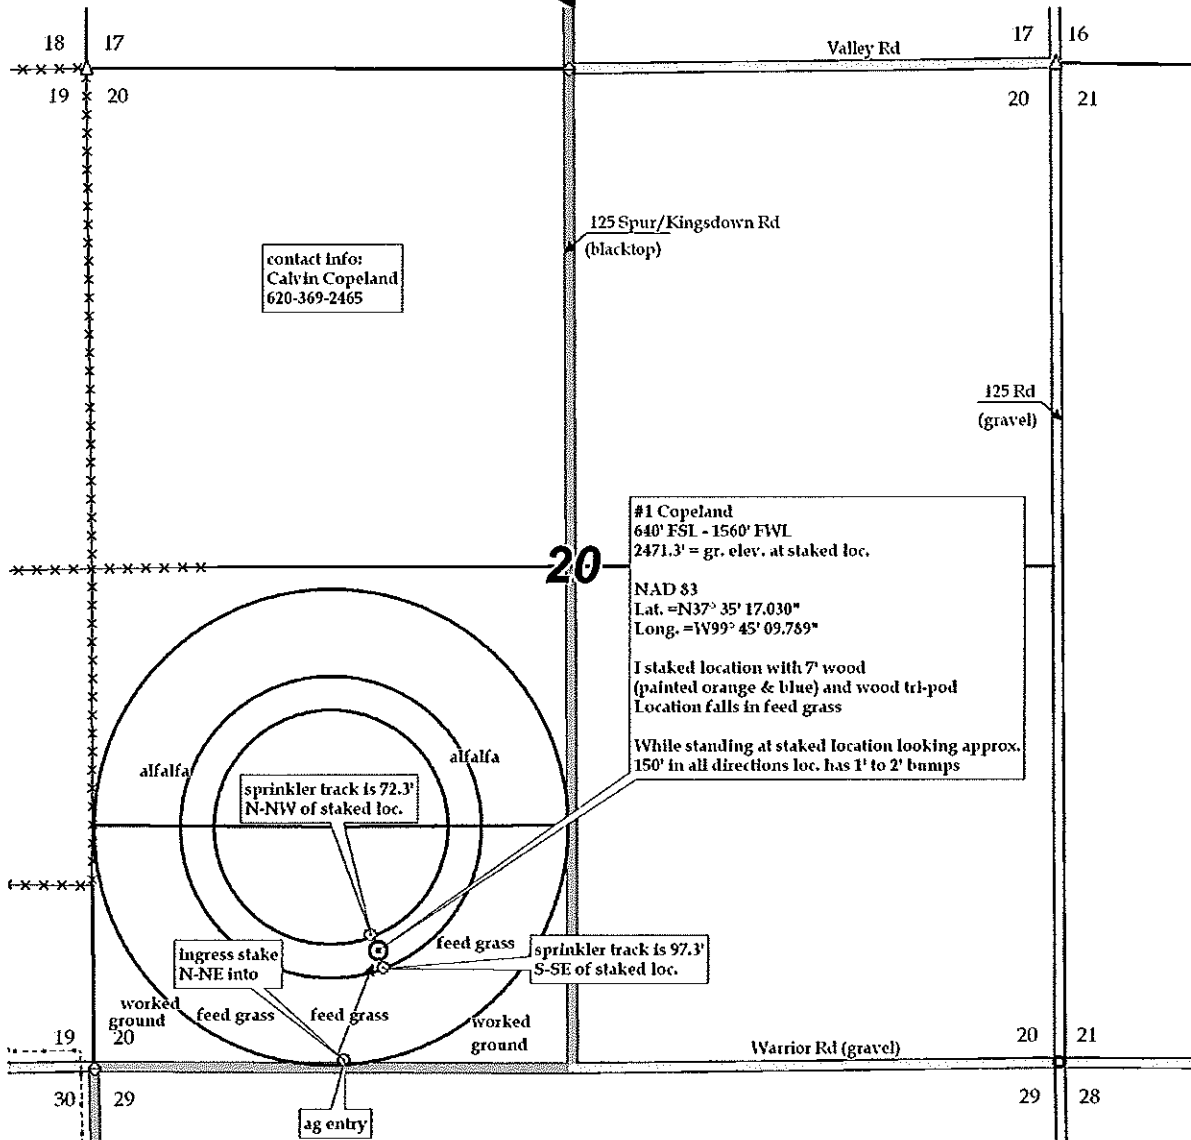 18 17
17 16
Valley Rd
19 20
20 21
125 Spur/Kingsdown Rd
(blacktop)
contact info:
Calvin Copeland
620-369-2465
125 Rd
(gravel)
#1 Copeland
640' FSL - 1560' FWL
2471.3' = gr. elev. at staked loc.
20
NAD 83
Lat. =N37° 35' 17.030"
Long. =W99° 45' 09.789"
I staked location with 7' wood
(painted orange & blue) and wood tri-pod
Location falls in feed grass
While standing at staked location looking approx.
150' in all directions loc. has 1' to 2' bumps
alfalfa
alfalfa
sprinkler track is 72.3'
N-NW of staked loc.
feed grass
sprinkler track is 97.3'
S-SE of staked loc.
ingress stake
N-NE into
worked
ground
feed grass
feed grass
worked
ground
19 20
20 21
Warrior Rd (gravel)
30 29
29 28
ag entry